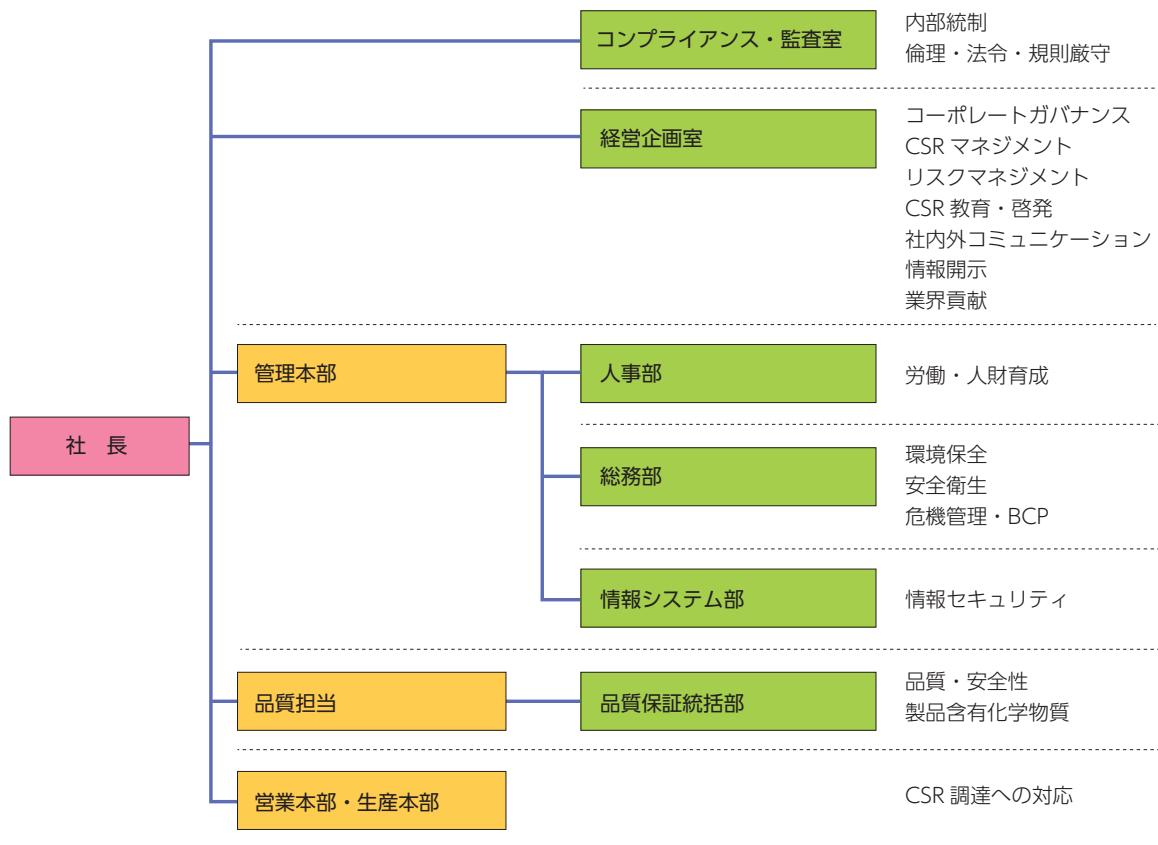 コンプライアンス・監査室
内部統制
倫理・法令・規則厳守
経営企画室
コーポレートガバナンス
CSR マネジメント
リスクマネジメント
CSR 教育・啓発
社内外コミュニケーション
情報開示
業界貢献
管理本部
人事部
労働・人財育成
社 長
総務部
環境保全
安全衛生
危機管理・BCP
情報システム部
情報セキュリティ
品質担当
品質保証統括部
品質・安全性
製品含有化学物質
営業本部・生産本部
CSR 調達への対応